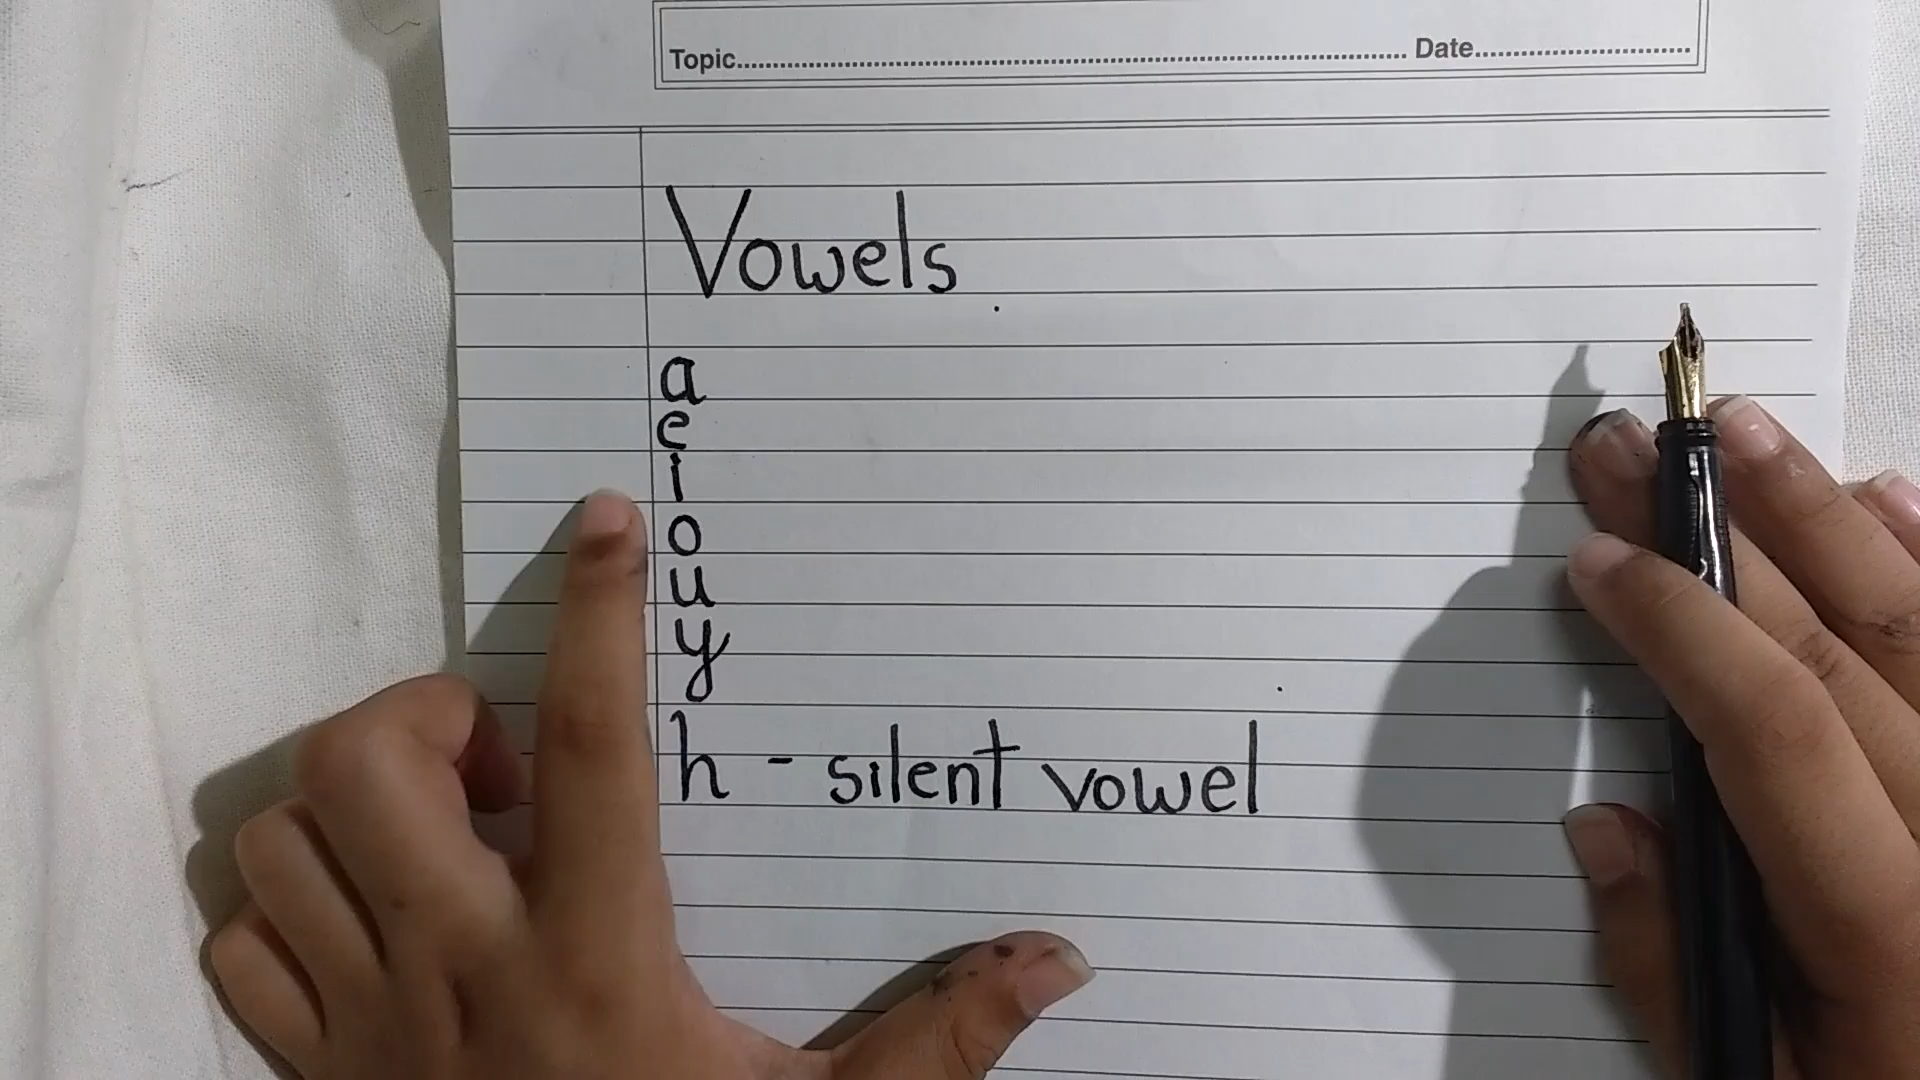 Topic.................... Date....................
Vowels
a
e
i
o
u
y
h - silent vowel